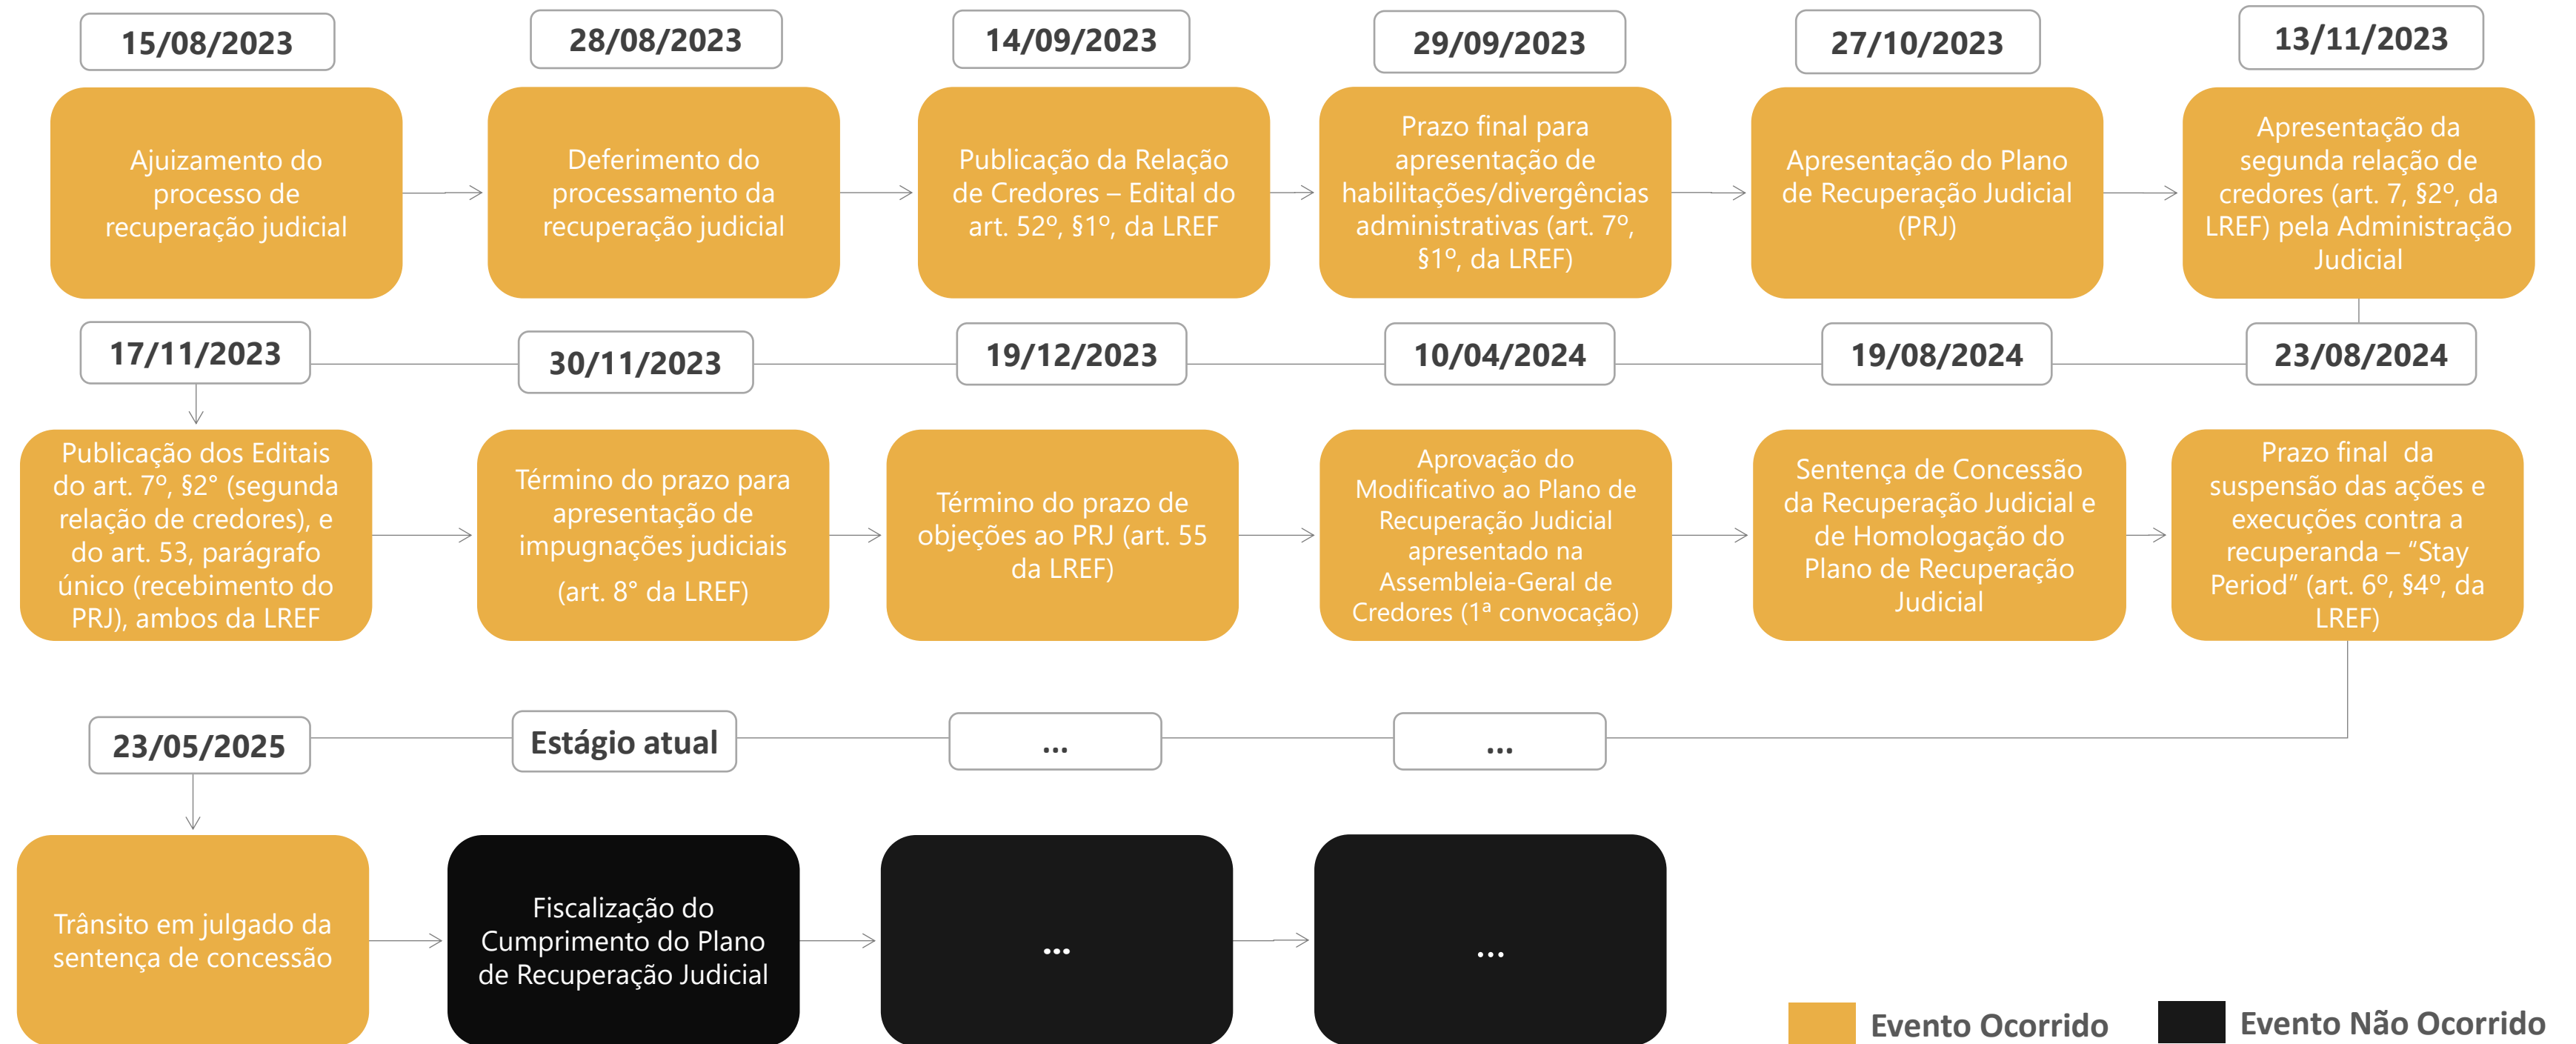 15/08/2023
28/08/2023
14/09/2023
29/09/2023
27/10/2023
13/11/2023
Ajuizamento do
processo de
recuperação judicial
Deferimento do
processamento da
recuperação judicial
Publicação da Relação
de Credores – Edital do
art. 52º, §1º, da LREF
Prazo final para
apresentação de
habilitações/divergências
administrativas (art. 7º,
§1º, da LREF)
Apresentação do Plano
de Recuperação Judicial
(PRJ)
Apresentação da
segunda relação de
credores (art. 7, §2º, da
LREF) pela Administração
Judicial
17/11/2023
30/11/2023
19/12/2023
10/04/2024
19/08/2024
23/08/2024
Publicação dos Editais
do art. 7º, §2° (segunda
relação de credores), e
do art. 53, parágrafo
único (recebimento do
PRJ), ambos da LREF
Término do prazo para
apresentação de
impugnações judiciais
(art. 8° da LREF)
Término do prazo de
objeções ao PRJ (art. 55
da LREF)
Aprovação do
Modificativo ao Plano de
Recuperação Judicial
apresentado na
Assembleia-Geral de
Credores (1ª convocação)
Sentença de Concessão
da Recuperação Judicial e
de Homologação do
Plano de Recuperação
Judicial
Prazo final da
suspensão das ações e
execuções contra a
recuperanda – “Stay
Period” (art. 6º, §4º, da
LREF)
23/05/2025
Estágio atual
...
...
Trânsito em julgado da
sentença de concessão
Fiscalização do
Cumprimento do Plano
de Recuperação Judicial
...
...
Evento Ocorrido
Evento Não Ocorrido